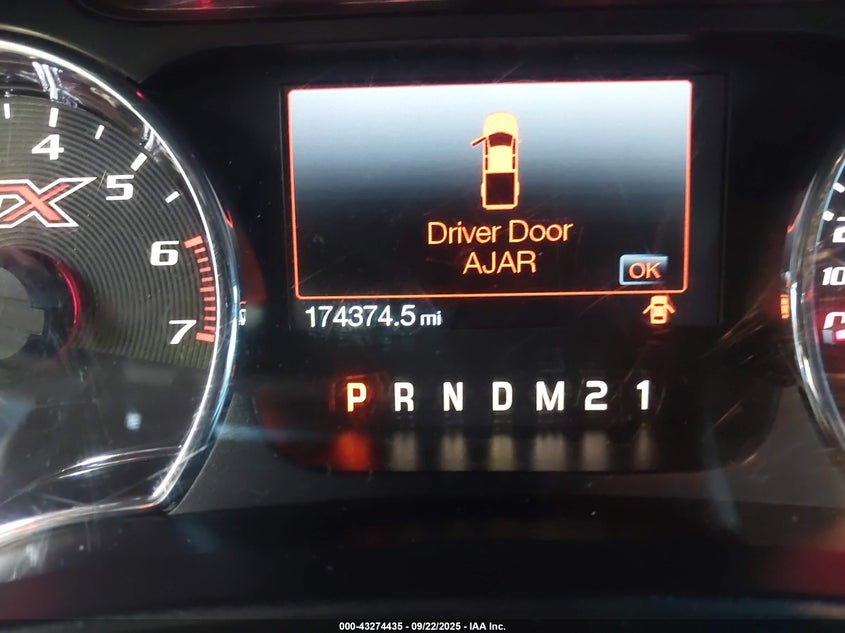 4
5
6
7
TX
Driver Door
AJAR
OK
174374.5 mi
P R N D M 2 1
000-43274435 - 09/22/2025 - IAA Inc.